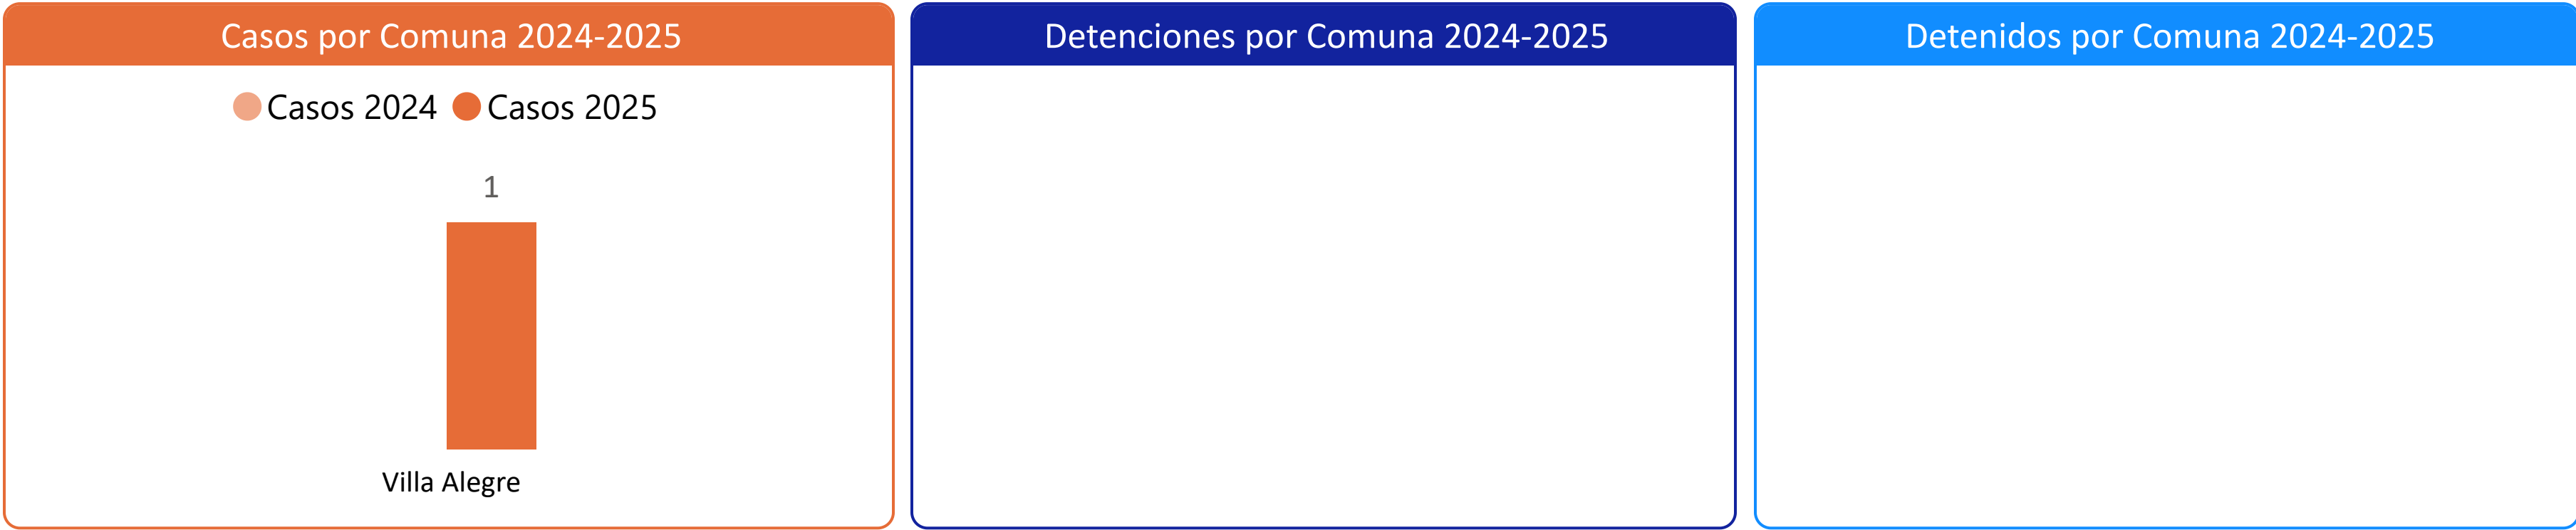 Casos por Comuna 2024-2025
Casos 2024 Casos 2025
1
Villa Alegre
Detenciones por Comuna 2024-2025
Detenidos por Comuna 2024-2025